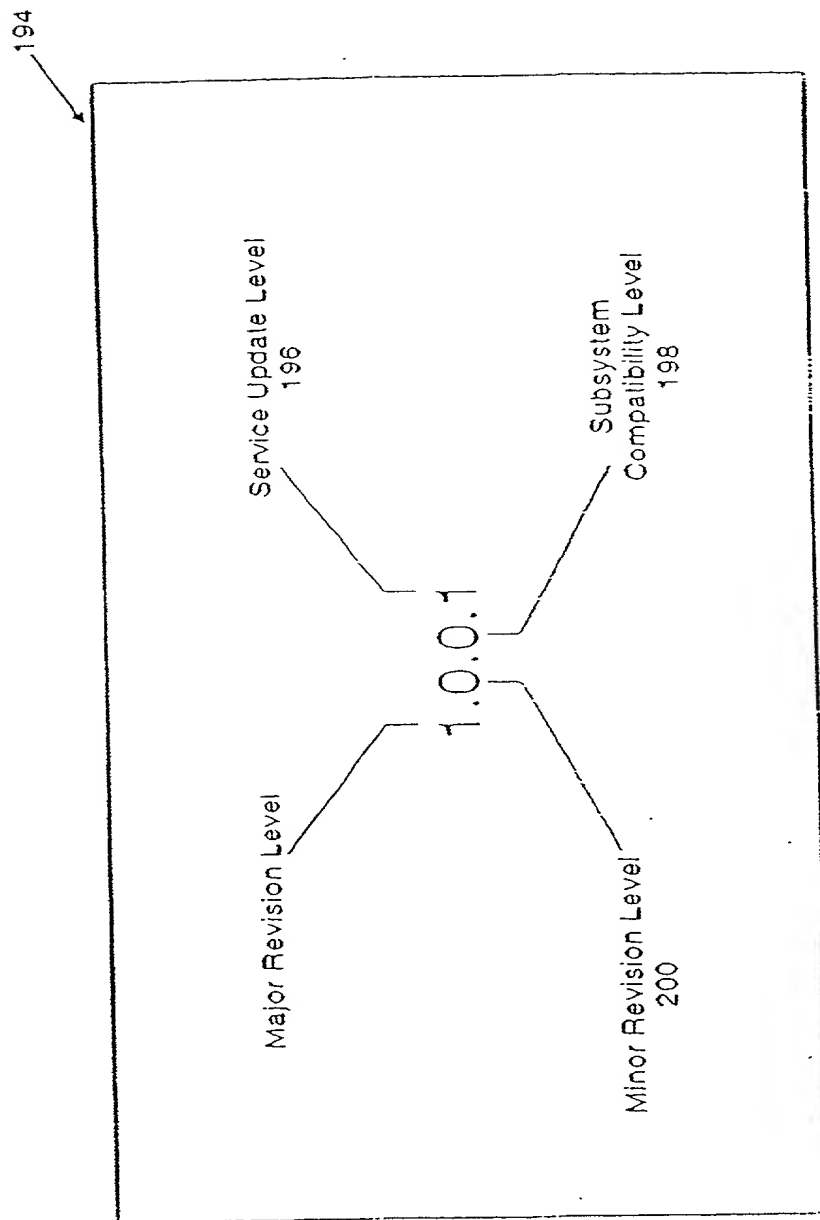 194
Major Revision Level
Service Update Level
196
1.0.0.1
Minor Revision Level
200
Subsystem
Compatibility Level
198